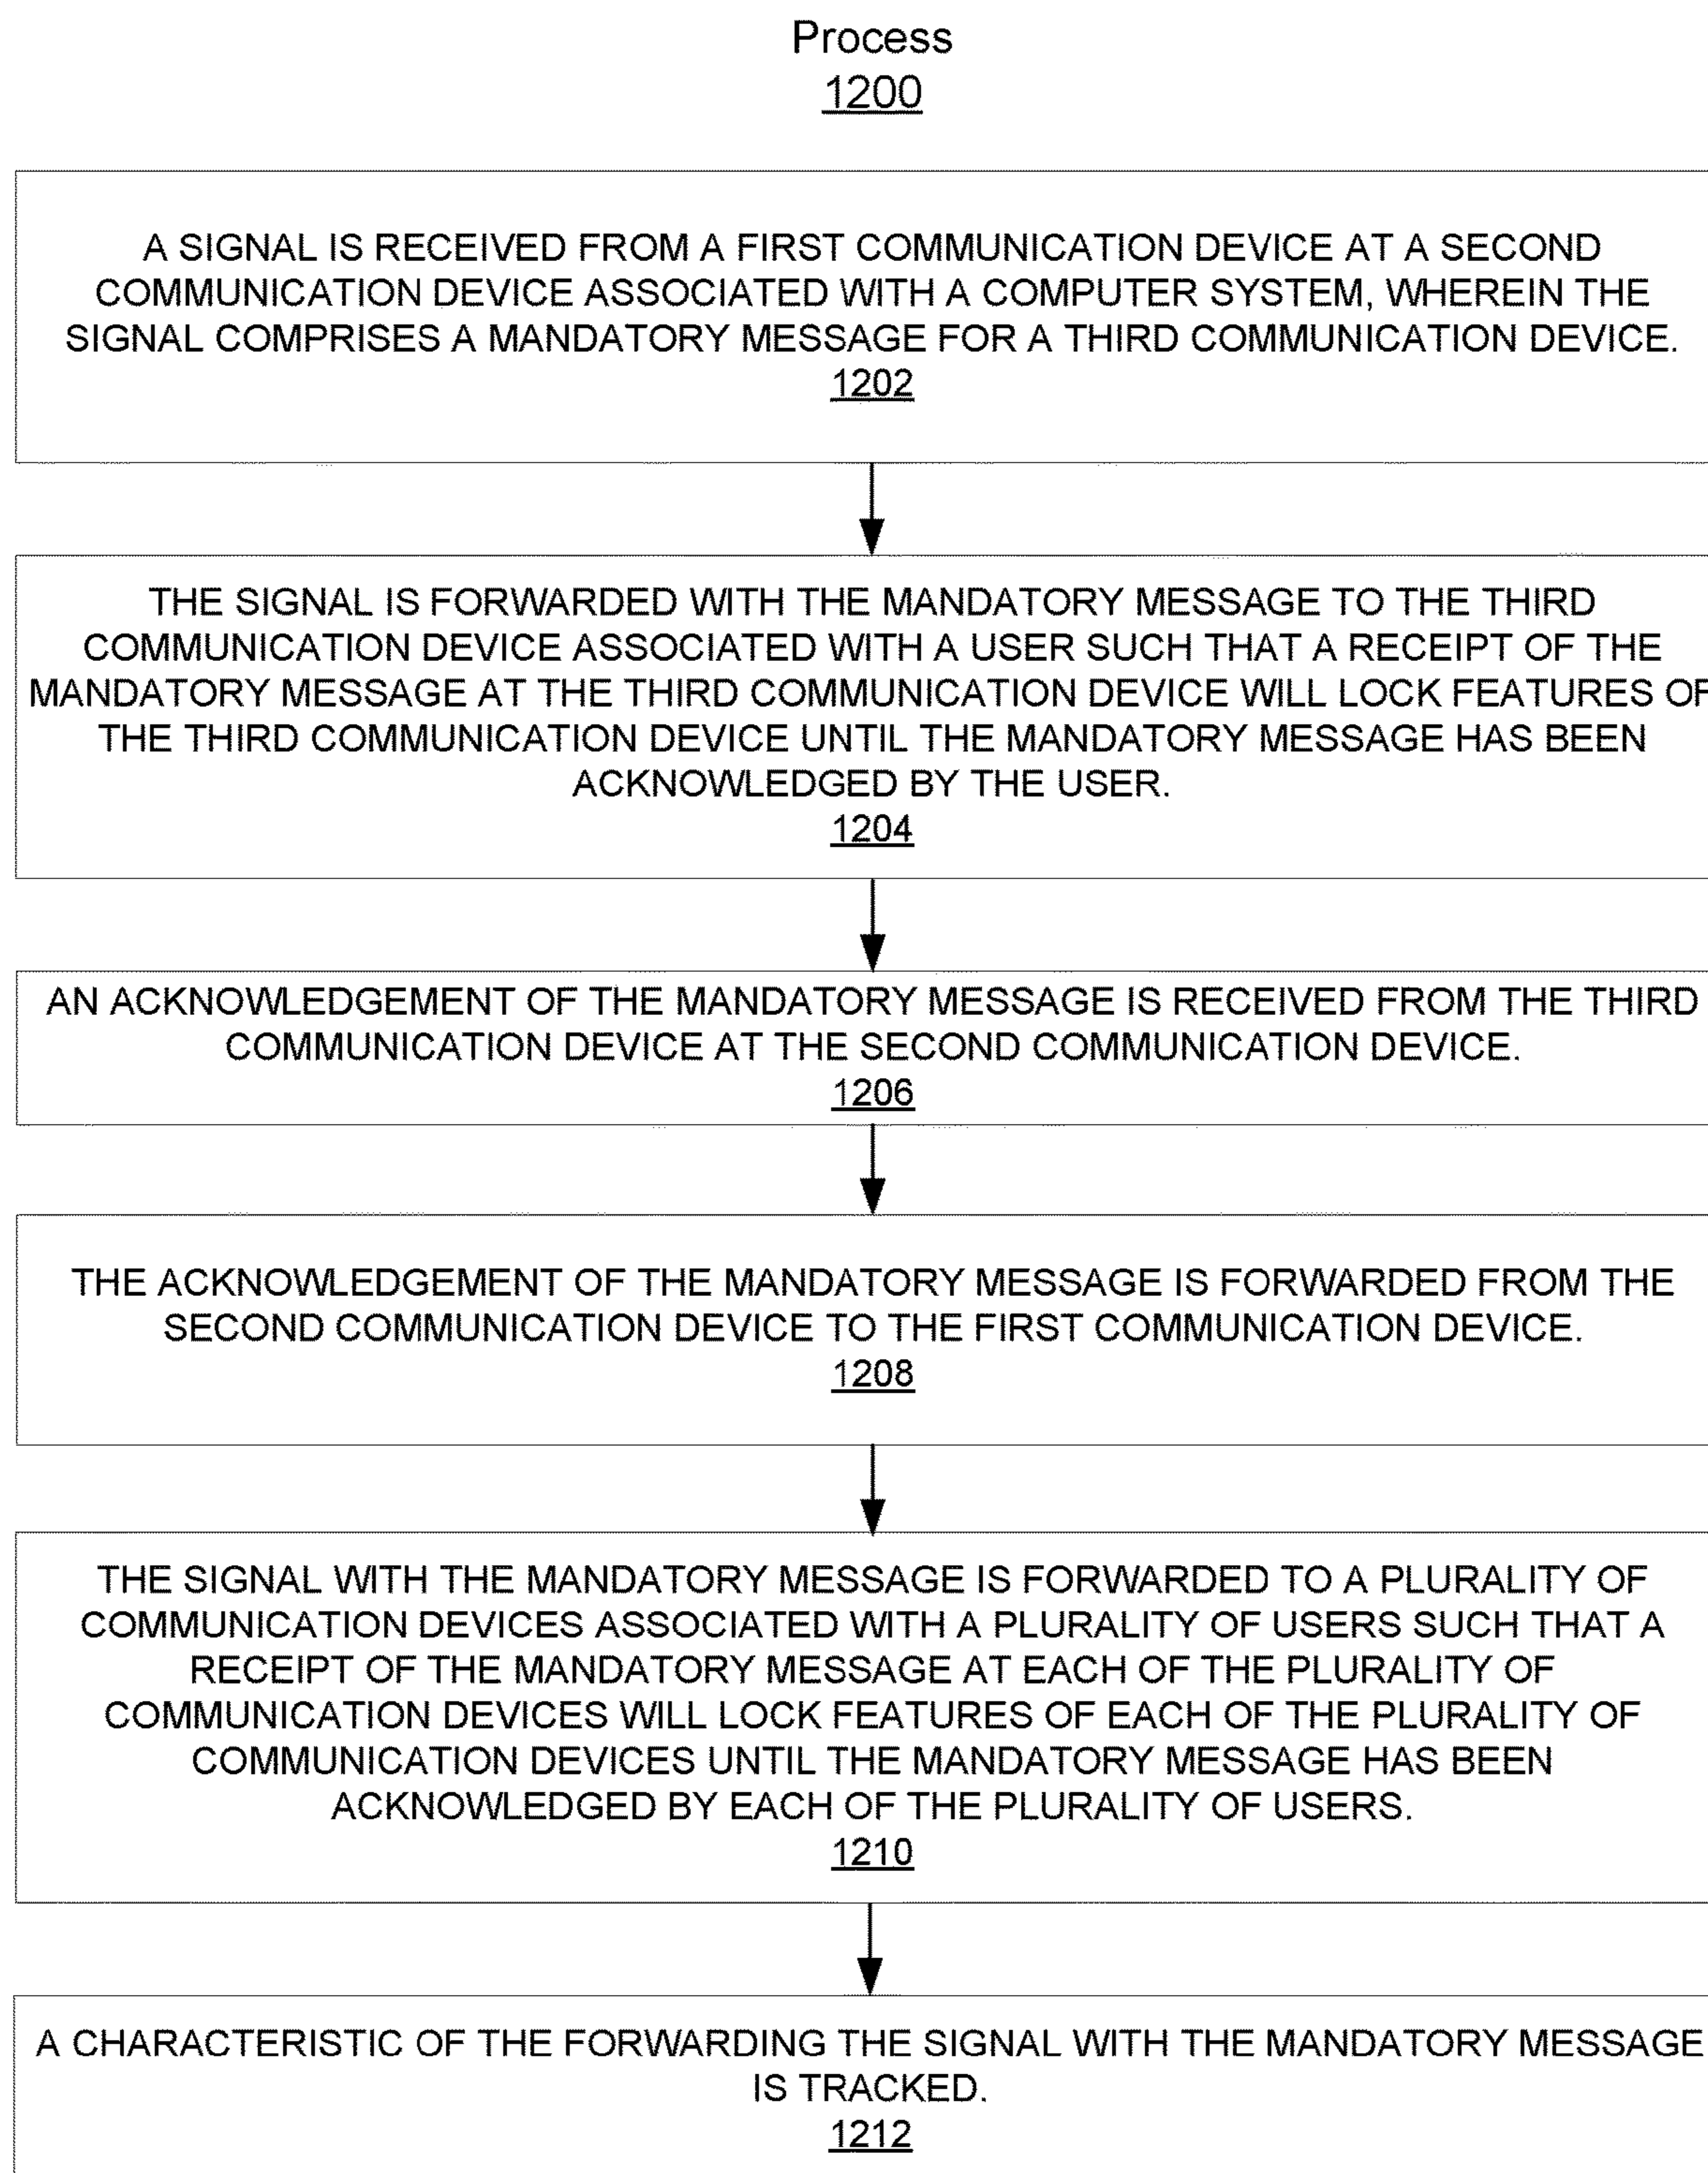 Process
1200
A SIGNAL IS RECEIVED FROM A FIRST COMMUNICATION DEVICE AT A SECOND
COMMUNICATION DEVICE ASSOCIATED WITH A COMPUTER SYSTEM, WHEREIN THE
SIGNAL COMPRISES A MANDATORY MESSAGE FOR A THIRD COMMUNICATION DEVICE.
1202
THE SIGNAL IS FORWARDED WITH THE MANDATORY MESSAGE TO THE THIRD
COMMUNICATION DEVICE ASSOCIATED WITH A USER SUCH THAT A RECEIPT OF THE
MANDATORY MESSAGE AT THE THIRD COMMUNICATION DEVICE WILL LOCK FEATURES OF
THE THIRD COMMUNICATION DEVICE UNTIL THE MANDATORY MESSAGE HAS BEEN
ACKNOWLEDGED BY THE USER.
1204
AN ACKNOWLEDGEMENT OF THE MANDATORY MESSAGE IS RECEIVED FROM THE THIRD
COMMUNICATION DEVICE AT THE SECOND COMMUNICATION DEVICE.
1206
THE ACKNOWLEDGEMENT OF THE MANDATORY MESSAGE IS FORWARDED FROM THE
SECOND COMMUNICATION DEVICE TO THE FIRST COMMUNICATION DEVICE.
1208
THE SIGNAL WITH THE MANDATORY MESSAGE IS FORWARDED TO A PLURALITY OF
COMMUNICATION DEVICES ASSOCIATED WITH A PLURALITY OF USERS SUCH THAT A
RECEIPT OF THE MANDATORY MESSAGE AT EACH OF THE PLURALITY OF
COMMUNICATION DEVICES WILL LOCK FEATURES OF EACH OF THE PLURALITY OF
COMMUNICATION DEVICES UNTIL THE MANDATORY MESSAGE HAS BEEN
ACKNOWLEDGED BY EACH OF THE PLURALITY OF USERS.
1210
A CHARACTERISTIC OF THE FORWARDING THE SIGNAL WITH THE MANDATORY MESSAGE
IS TRACKED.
1212